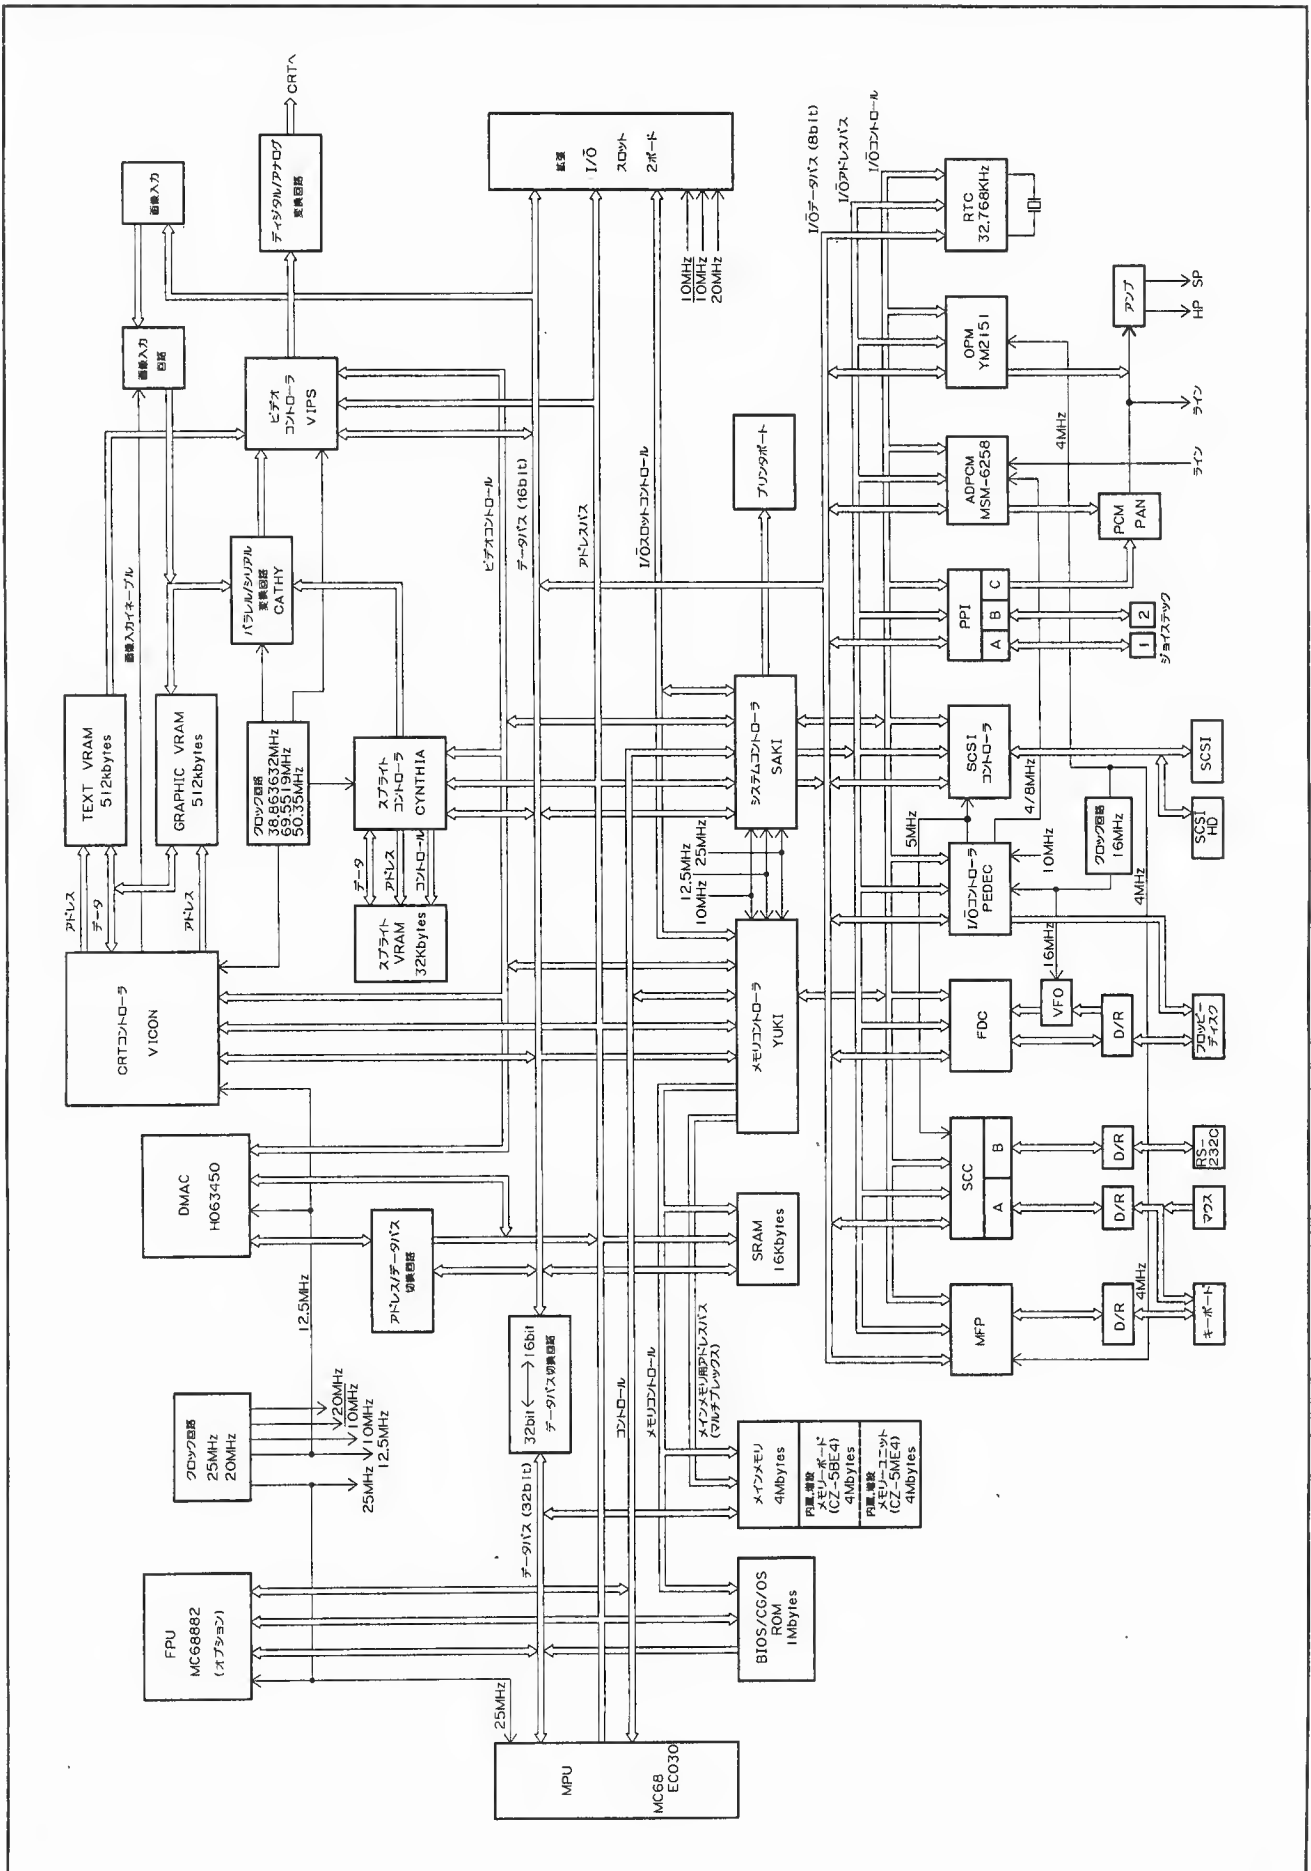 MPU
MC68
EC030
25MHz
FPU
MC68882
(オプション)
クロック回路
25MHz
20MHz
20MHz
10MHz
10MHz
12.5MHz
25MHz
12.5MHz
DMAC
HD63450
アドレス/データバス
切換回路
32bit ⟷ 16bit
データバス切換回路
データバス (32bit)
コントロール
メモリコントロール
メインメモリ用アドレスバス
(マルチプレックス)
BIOS/CG/OS
ROM
1Mbytes
メインメモリ
4Mbytes
内蔵,増設
メモリーボード
(CZ-5BE4)
4Mbytes
内蔵,増設
メモリーユニット
(CZ-5ME4)
4Mbytes
SRAM
16Kbytes
CRTコントローラ
VICON
アドレス
データ
アドレス
TEXT VRAM
512kbytes
GRAPHIC VRAM
512kbytes
画像入力イネーブル
クロック回路
38.863632MHz
69.5519MHz
50.35MHz
スプライト
コントローラ
CYNTHIA
データ
アドレス
コントロール
スプライト
VRAM
32Kbytes
パラレル/シリアル
変換回路
CATHY
ビデオ
コントローラ
VIPS
画像入力
回路
画像入力
ディジタル/アナログ
変換回路
CRTへ
ビデオコントロール
データバス (16bit)
アドレスバス
I/Oスロットコントロール
拡張
I/O
スロット
2ボード
10MHz
10MHz
20MHz
メモリコントローラ
YUKI
10MHz
12.5MHz
25MHz
システムコントローラ
SAKI
プリンタポート
I/Oデータバス (8bit)
I/Oアドレスバス
I/Oコントロール
MFP
4MHz
D/R
キーボード
SCC
A
B
D/R
D/R
マウス
RS-
232C
FDC
VFO
16MHz
D/R
フロッピー
ディスク
I/Oコントローラ
PEDEC
5MHz
10MHz
4/8MHz
クロック回路
16MHz
4MHz
SCSI
コントローラ
SCSI
HD
SCSI
PPI
A
B
C
1
2
ジョイステック
ADPCM
MSM-6258
PCM
PAN
ライン
ライン
4MHz
OPM
YM2151
アンプ
HP
SP
RTC
32.768KHz